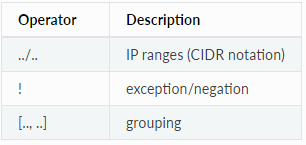 Operator Description
../.. IP ranges (CIDR notation)
! exception/negation
[.., ..] grouping